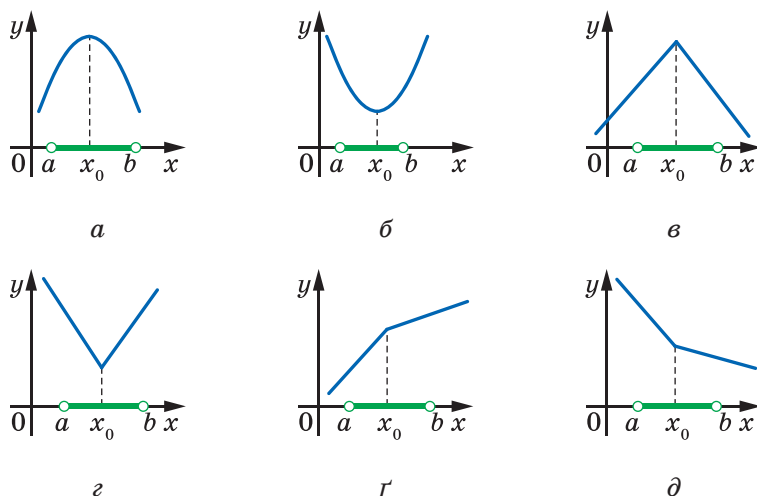 y y y
0 a x₀ b x 0 a x₀ b x 0 a x₀ b x
а б в
y y y
0 a x₀ b x 0 a x₀ b x 0 a x₀ b x
г ґ д